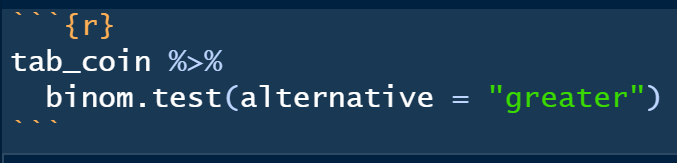 ```{r}
tab_coin %>%
  binom.test(alternative = "greater")
```